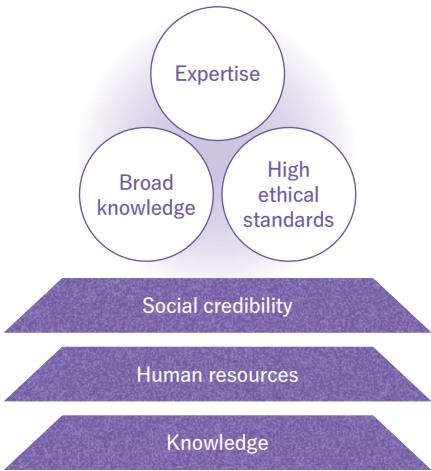 Expertise
Broad
knowledge
High
ethical
standards
Social credibility
Human resources
Knowledge